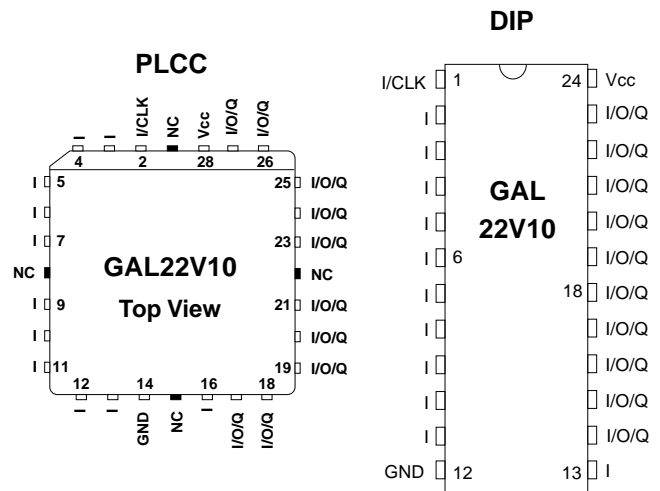 DIP
PLCC
I
I
I/CLK
NC
Vcc
I/O/Q
I/O/Q
4
2
28
26
I
5
25
I/O/Q
I
I/O/Q
I
7
23
I/O/Q
NC
NC
GAL22V10
Top View
I
9
21
I/O/Q
I
I/O/Q
I
11
19
I/O/Q
12
14
16
18
I
I
GND
NC
I
I/O/Q
I/O/Q
I/CLK
1
24
Vcc
I
I/O/Q
I
I/O/Q
I
I/O/Q
GAL
22V10
I
I/O/Q
I
6
I/O/Q
I
18
I/O/Q
I
I/O/Q
I
I/O/Q
I
I/O/Q
I
I/O/Q
GND
12
13
I